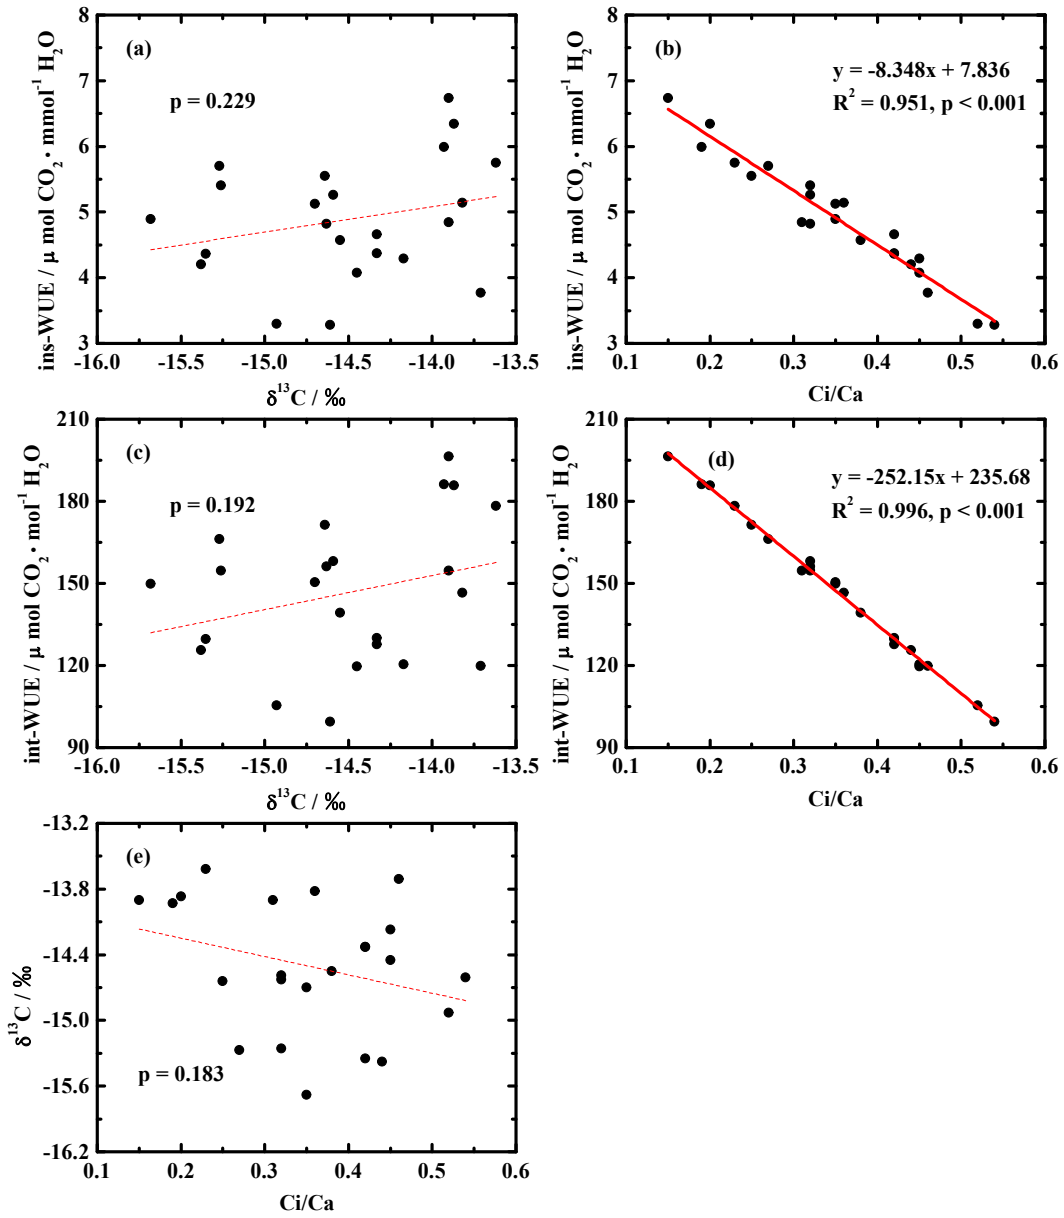 (a)
p = 0.229
ins-WUE / μ mol CO₂ · mmol⁻¹ H₂O
8
7
6
5
4
3
-16.0 -15.5 -15.0 -14.5 -14.0 -13.5
δ¹³C / ‰
(b)
y = -8.348x + 7.836
R² = 0.951, p < 0.001
ins-WUE / μ mol CO₂ · mmol⁻¹ H₂O
8
7
6
5
4
3
0.1 0.2 0.3 0.4 0.5 0.6
Ci/Ca
(c)
p = 0.192
int-WUE / μ mol CO₂ · mol⁻¹ H₂O
210
180
150
120
90
-16.0 -15.5 -15.0 -14.5 -14.0 -13.5
δ¹³C / ‰
(d)
y = -252.15x + 235.68
R² = 0.996, p < 0.001
int-WUE / μ mol CO₂ · mol⁻¹ H₂O
210
180
150
120
90
0.1 0.2 0.3 0.4 0.5 0.6
Ci/Ca
(e)
p = 0.183
δ¹³C / ‰
-13.2
-13.8
-14.4
-15.0
-15.6
-16.2
0.1 0.2 0.3 0.4 0.5 0.6
Ci/Ca